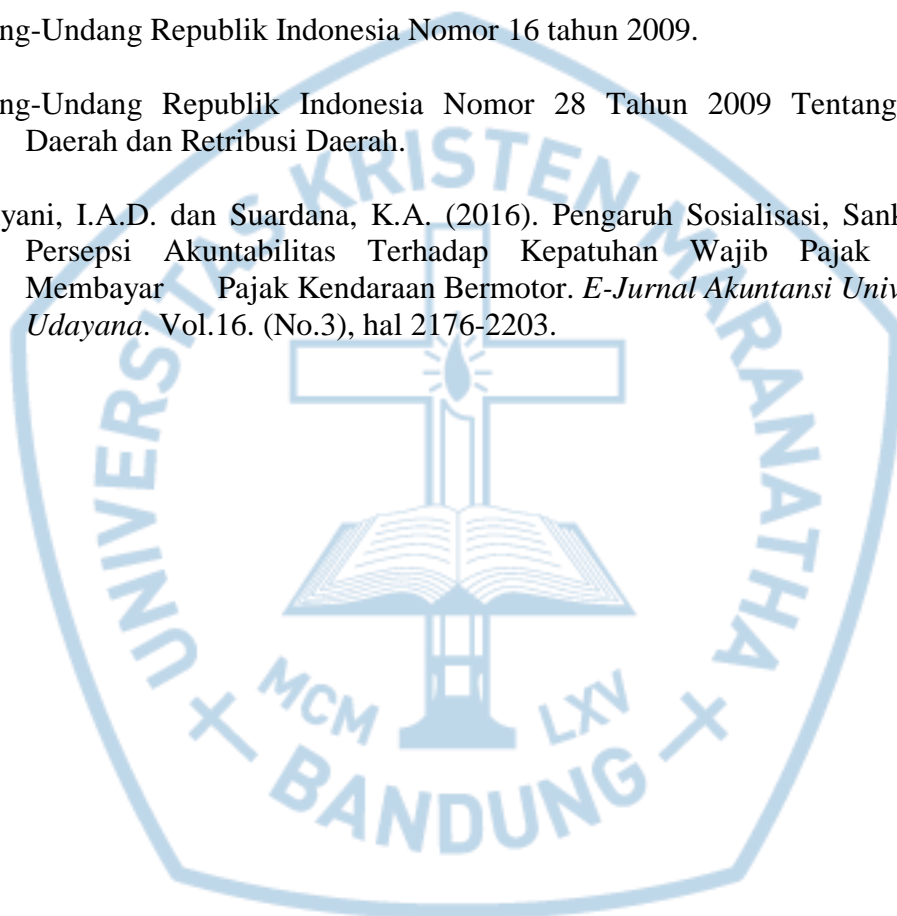 ng-Undang Republik Indonesia Nomor 16 tahun 2009.
ng-Undang Republik Indonesia Nomor 28 Tahun 2009 Tentang
Daerah dan Retribusi Daerah.
yani, I.A.D. dan Suardana, K.A. (2016). Pengaruh Sosialisasi, Sank
Persepsi Akuntabilitas Terhadap Kepatuhan Wajib Pajak
Membayar Pajak Kendaraan Bermotor. E-Jurnal Akuntansi Univ
Udayana. Vol.16. (No.3), hal 2176-2203.
UNIVERSITAS KRISTEN MARANATHA
MCM LXV
BANDUNG